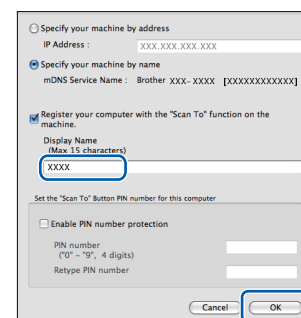 Specify your machine by address
IP Address : XXX.XXX.XXX.XXX
Specify your machine by name
mDNS Service Name : Brother XXX-XXXX [XXXXXXXXXXXX]
Register your computer with the "Scan To" function on the
machine.
Display Name
(Max 15 characters)
XXXX
Set the "Scan To" Button PIN number for this computer
Enable PIN number protection
PIN number
("0" – "9", 4 digits)
Retype PIN number
Cancel OK